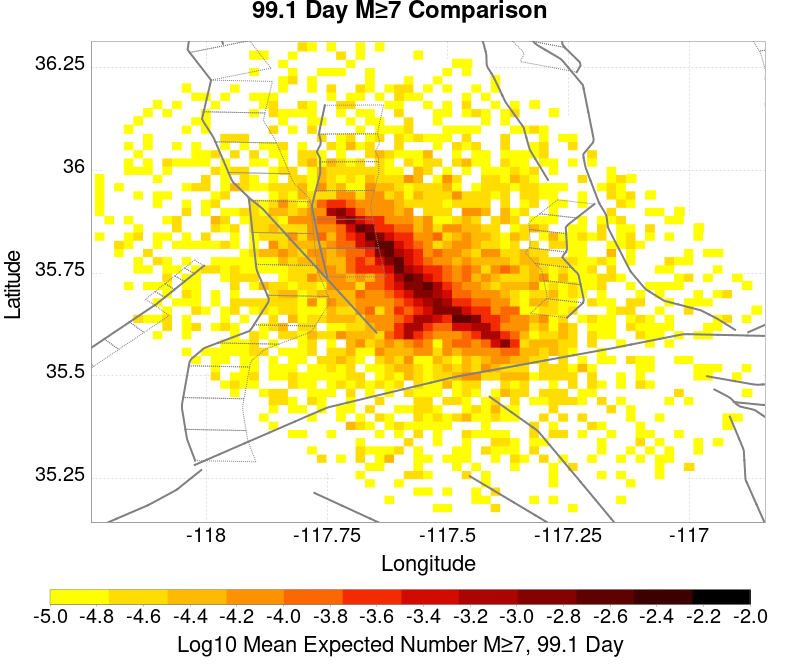 99.1 Day M≥7 Comparison
36.25
36
35.75
35.5
35.25
Latitude
-118
-117.75
-117.5
-117.25
-117
Longitude
-5.0 -4.8 -4.6 -4.4 -4.2 -4.0 -3.8 -3.6 -3.4 -3.2 -3.0 -2.8 -2.6 -2.4 -2.2 -2.0
Log10 Mean Expected Number M≥7, 99.1 Day